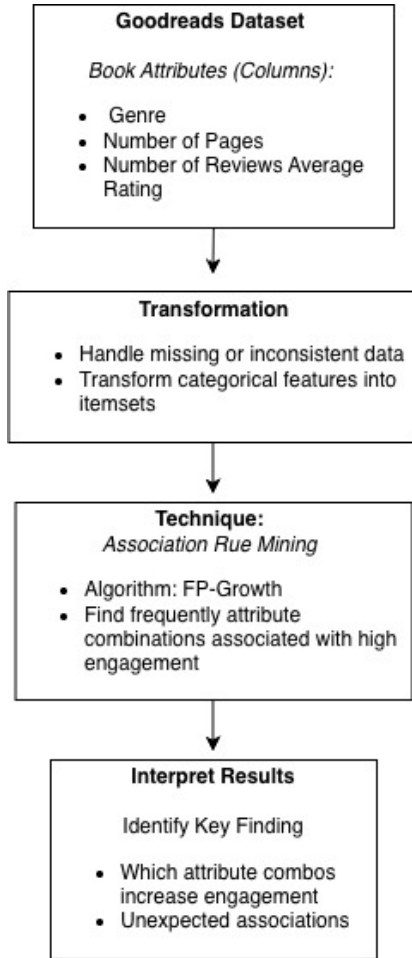 Goodreads Dataset
Book Attributes (Columns):
• Genre
• Number of Pages
• Number of Reviews Average
Rating
Transformation
• Handle missing or inconsistent data
• Transform categorical features into
itemsets
Technique:
Association Rue Mining
• Algorithm: FP-Growth
• Find frequently attribute
combinations associated with high
engagement
Interpret Results
Identify Key Finding
• Which attribute combos
increase engagement
• Unexpected associations